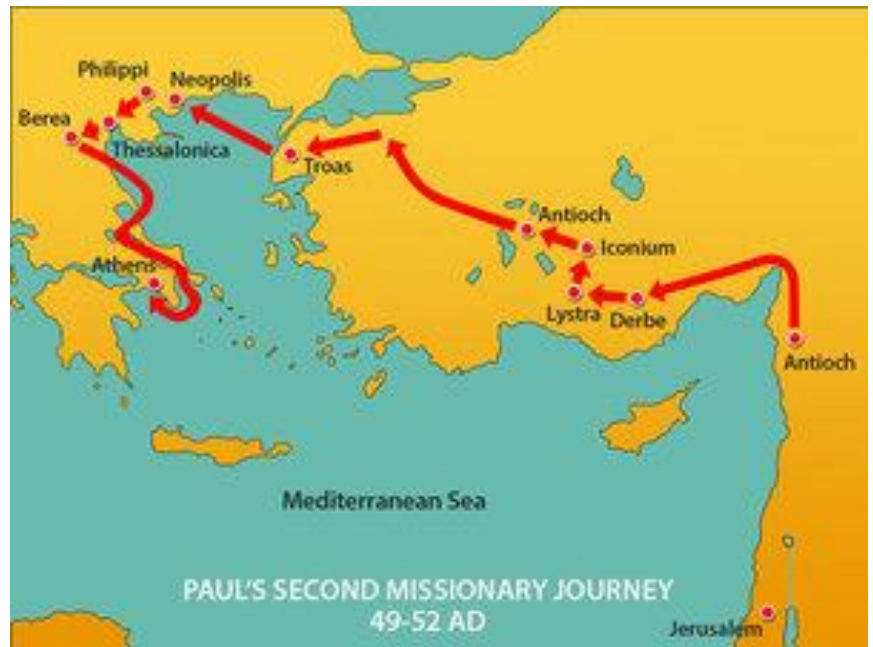 Philippi
Neopolis
Berea
Thessalonica
Troas
Antioch
Iconium
Athens
Lystra
Derbe
Antioch
Mediterranean Sea
PAUL'S SECOND MISSIONARY JOURNEY
49-52 AD
Jerusalem